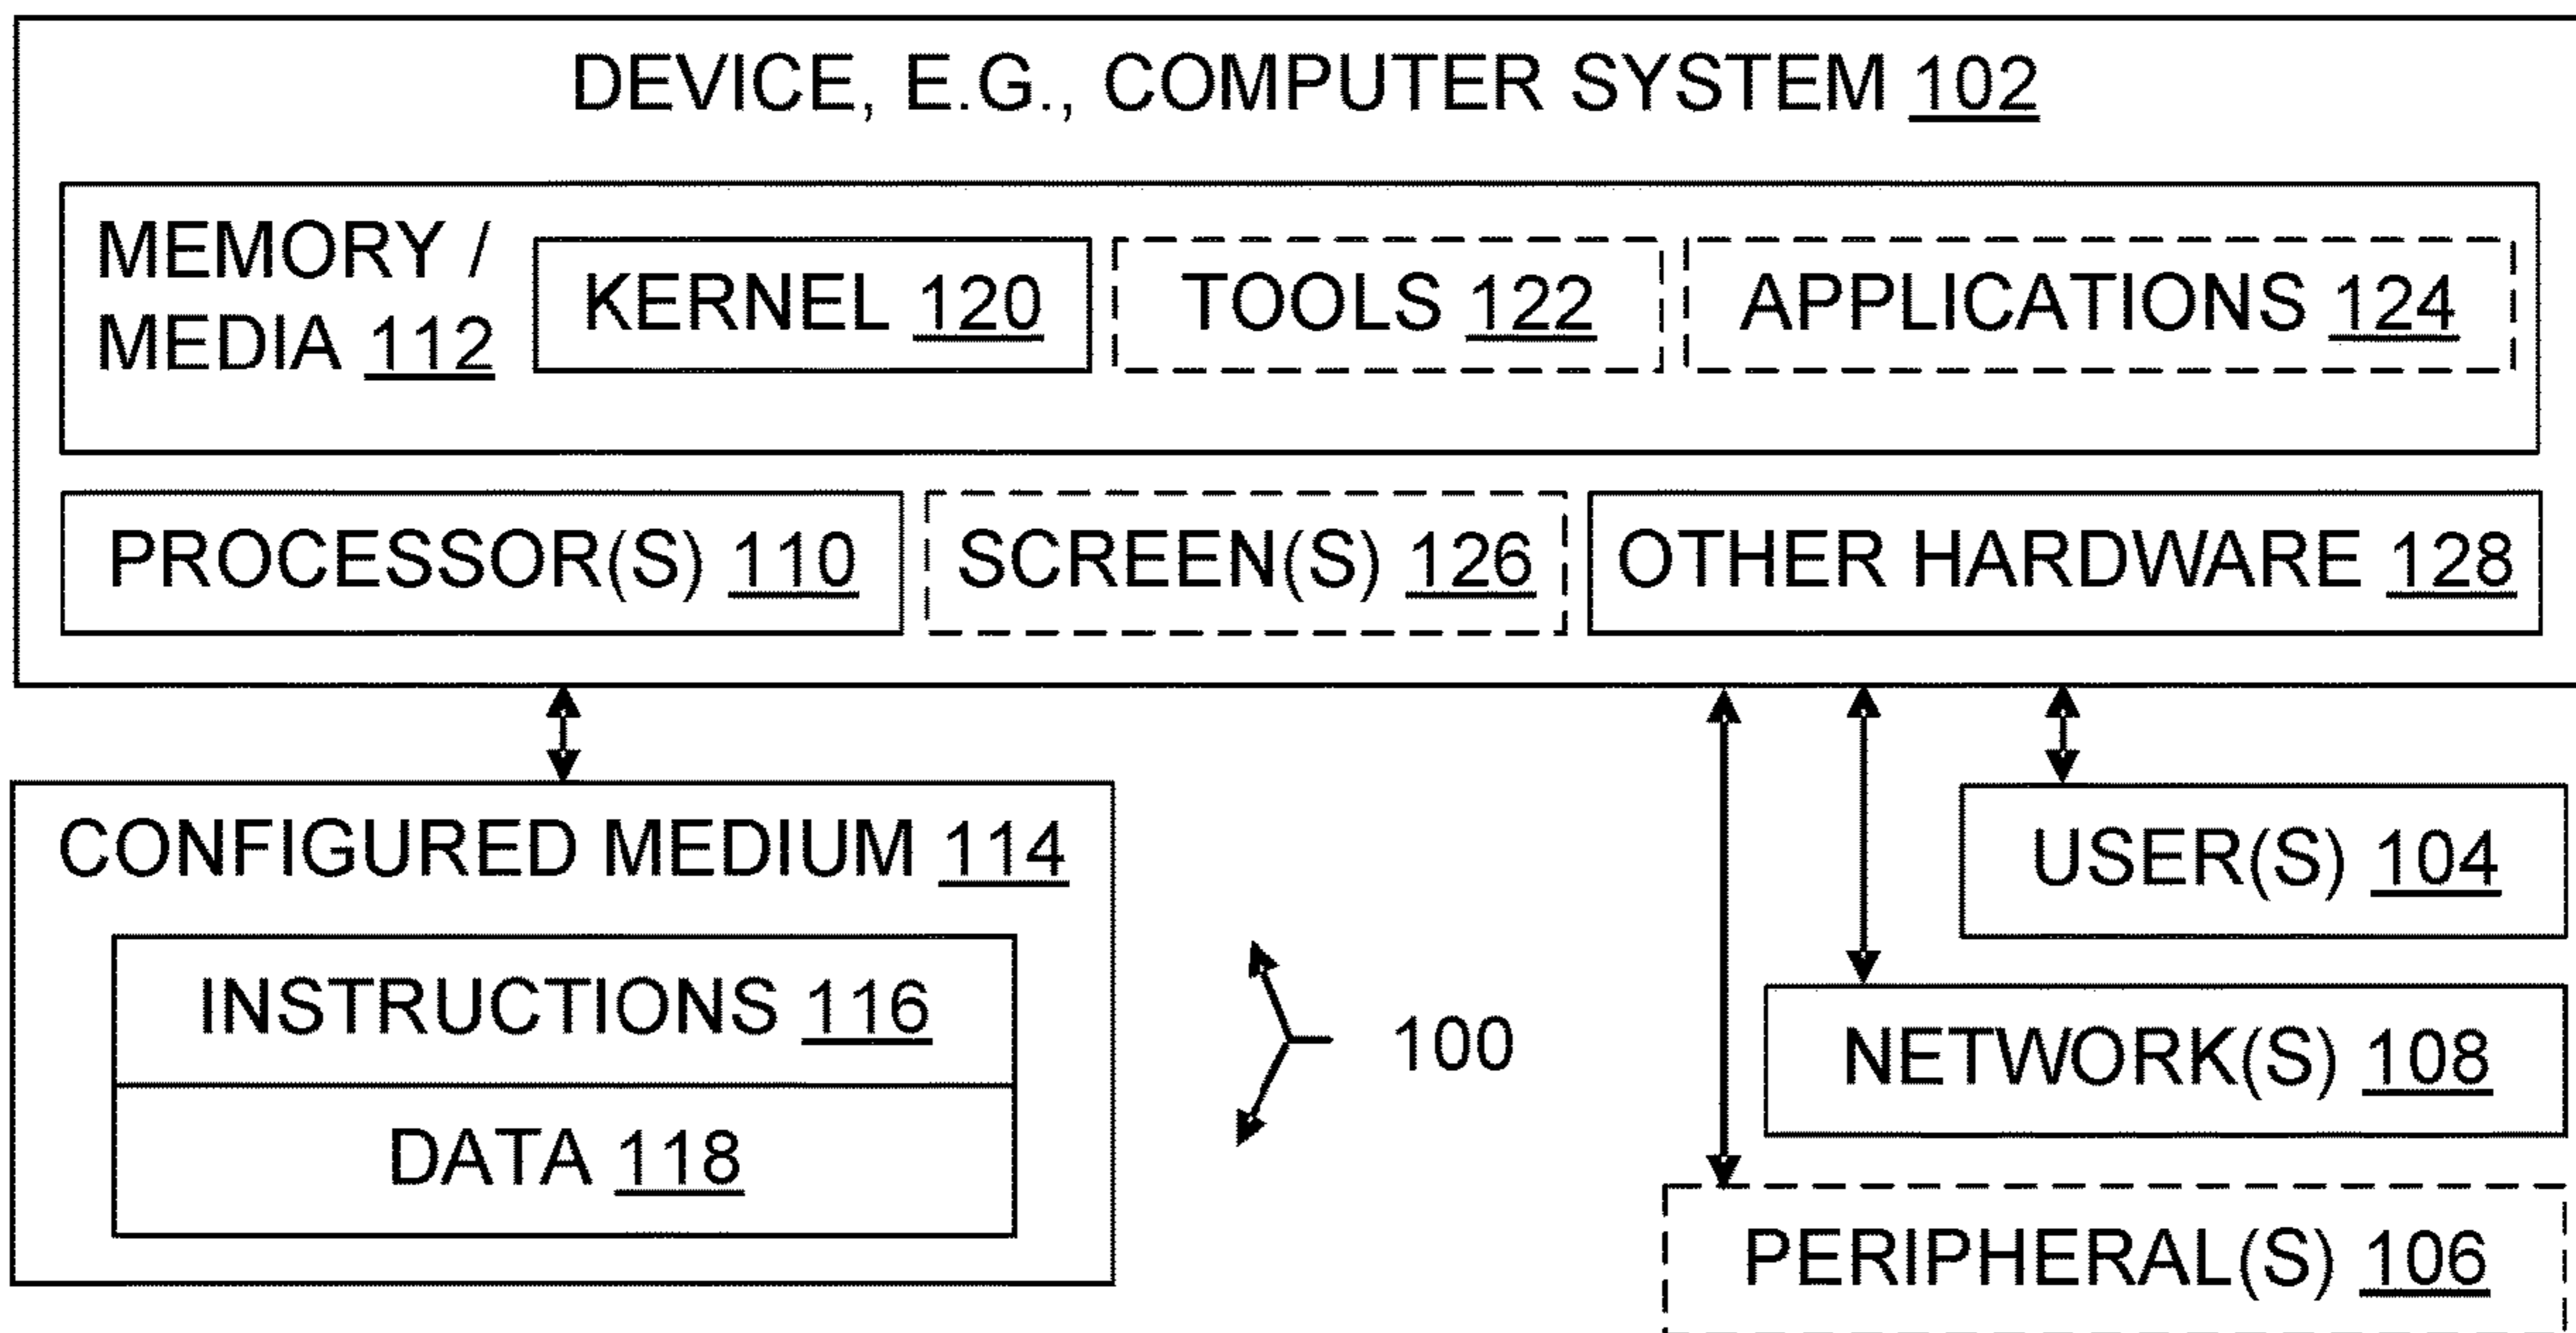 DEVICE, E.G., COMPUTER SYSTEM 102
MEMORY /
MEDIA 112
KERNEL 120
TOOLS 122
APPLICATIONS 124
PROCESSOR(S) 110
SCREEN(S) 126
OTHER HARDWARE 128
CONFIGURED MEDIUM 114
INSTRUCTIONS 116
DATA 118
100
USER(S) 104
NETWORK(S) 108
PERIPHERAL(S) 106